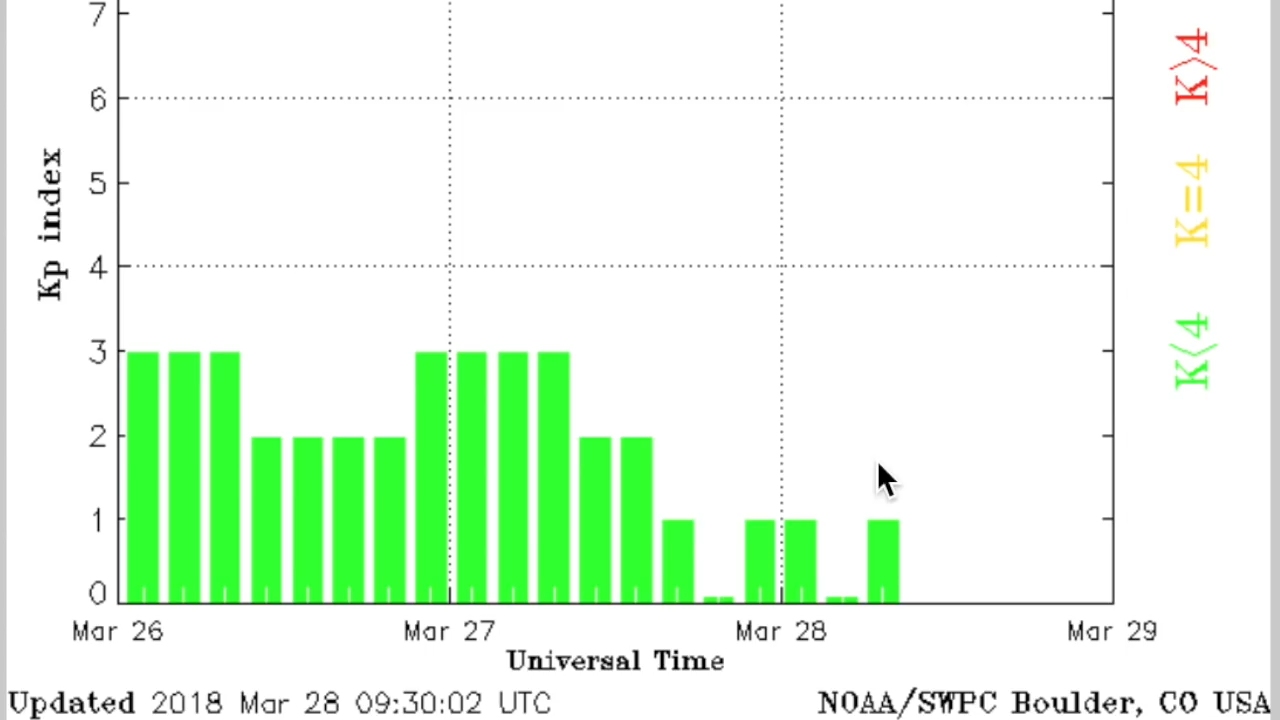 7
6
5
4
3
2
1
0
Kp index
K>4
K=4
K<4
Mar 26 Mar 27 Mar 28 Mar 29
Universal Time
Updated 2018 Mar 28 09:30:02 UTC NOAA/SWPC Boulder, CO USA